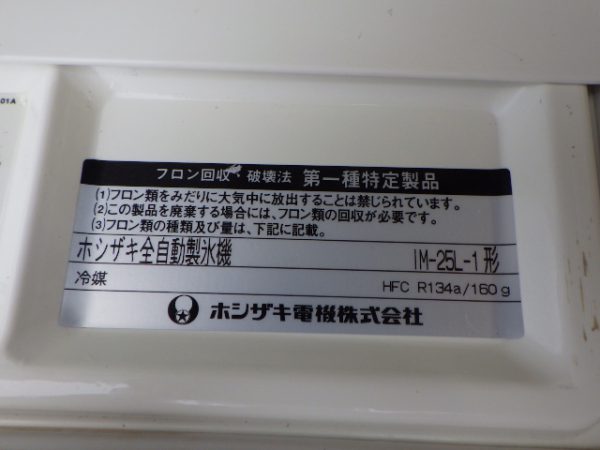 01A
フロン回収・破壊法 第一種特定製品
(1)フロン類をみだりに大気中に放出することは禁じられています。
(2)この製品を廃棄する場合には、フロン類の回収が必要です。
(3)フロン類の種類及び量は、下記に記載。
ホシザキ全自動製氷機 IM-25L-1形
冷媒 HFC R134a/160g
ホシザキ電機株式会社